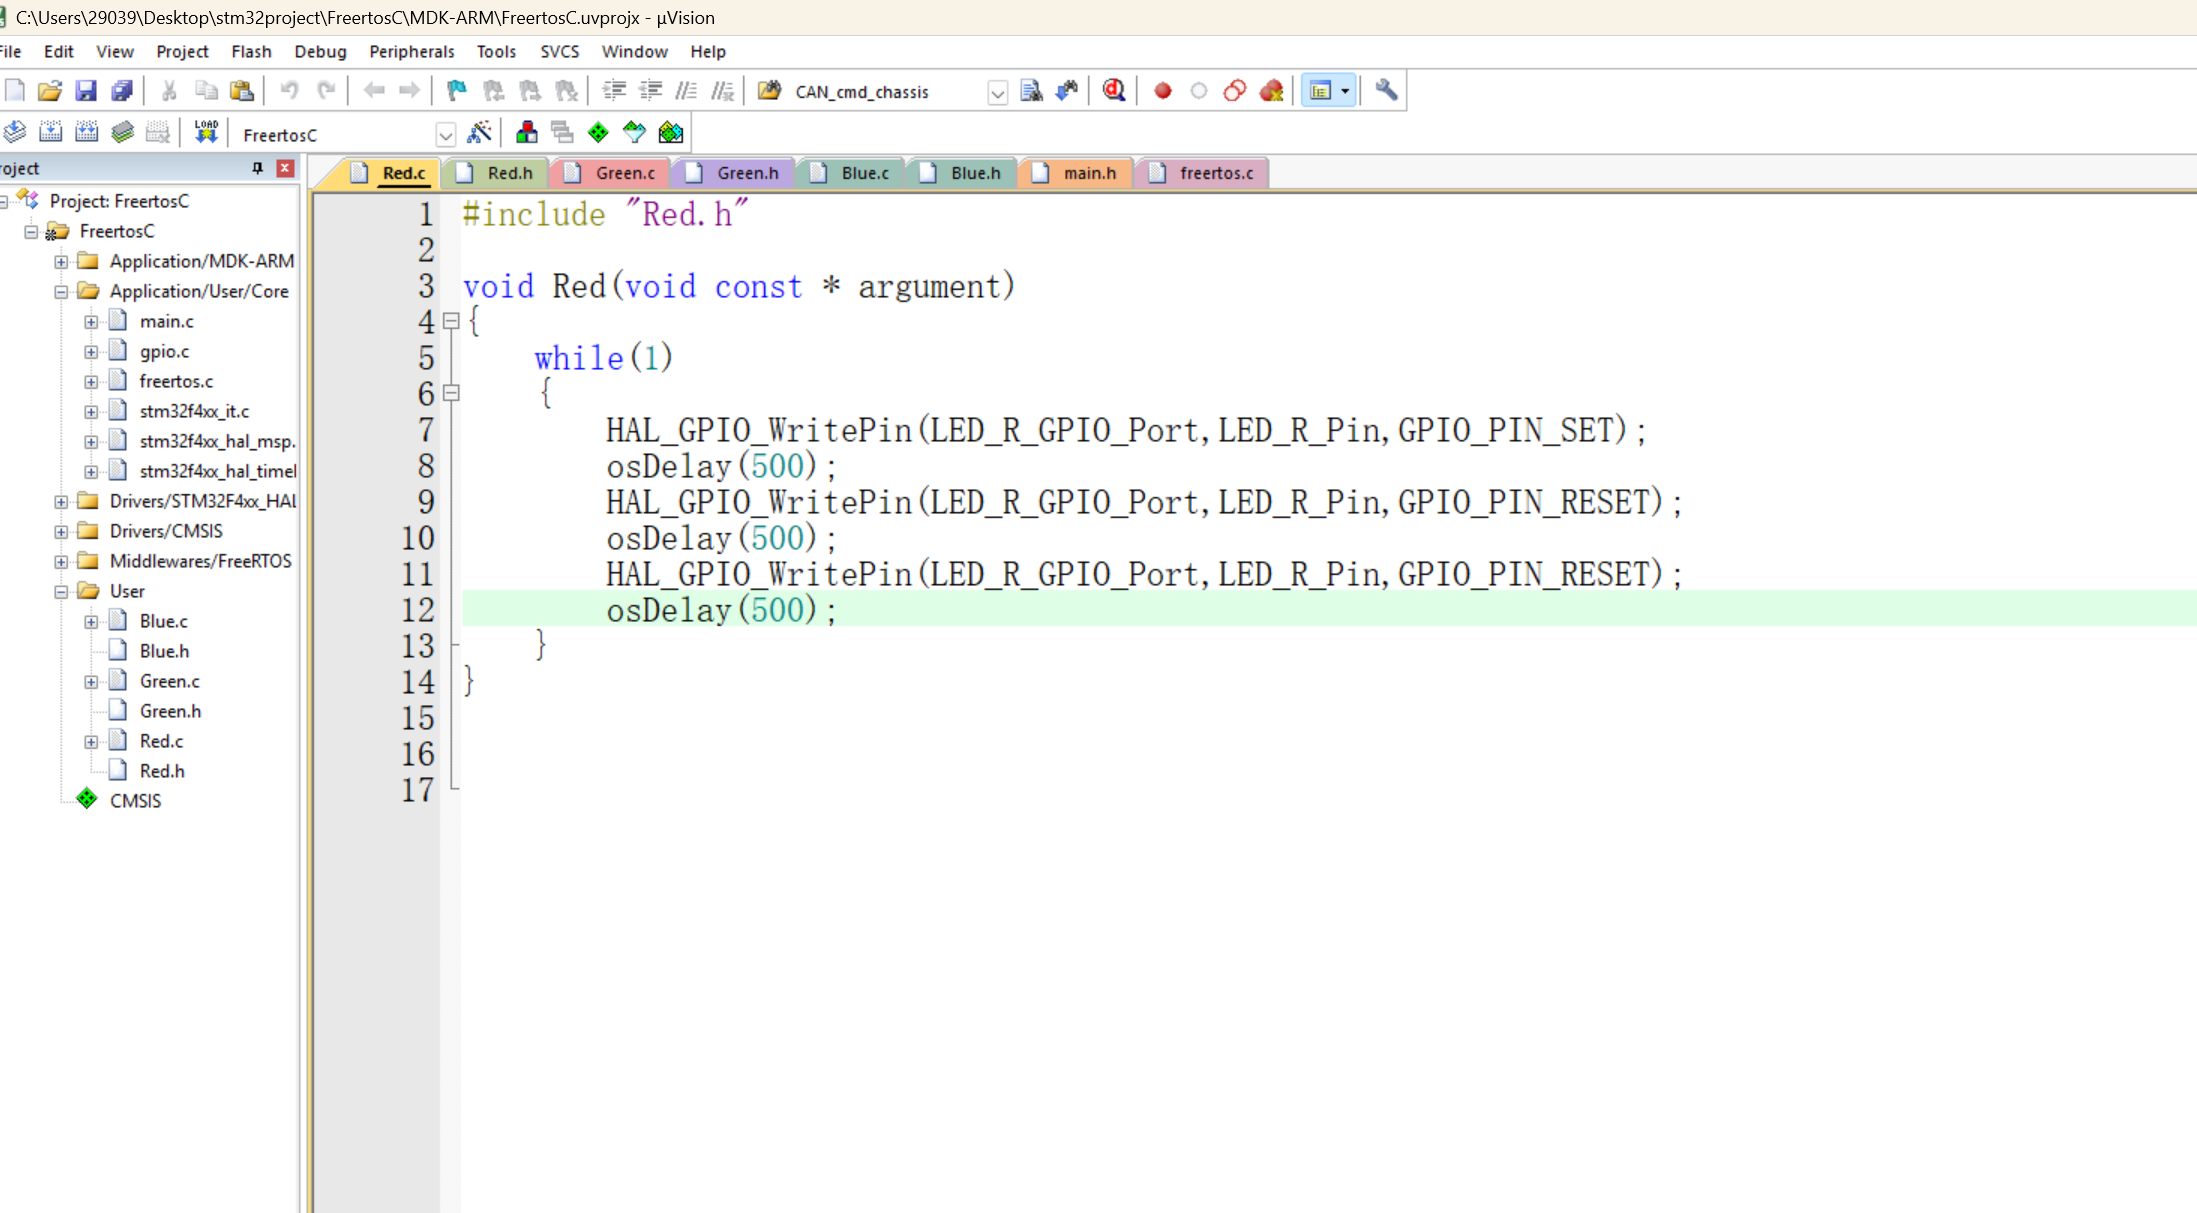 C:\Users\29039\Desktop\stm32project\FreertosC\MDK-ARM\FreertosC.uvprojx - µVision
File Edit View Project Flash Debug Peripherals Tools SVCS Window Help
CAN_cmd_chassis
LOAD FreertosC
roject
Red.c Red.h Green.c Green.h Blue.c Blue.h main.h freertos.c
Project: FreertosC
FreertosC
Application/MDK-ARM
Application/User/Core
main.c
gpio.c
freertos.c
stm32f4xx_it.c
stm32f4xx_hal_msp.
stm32f4xx_hal_timel
Drivers/STM32F4xx_HAL
Drivers/CMSIS
Middlewares/FreeRTOS
User
Blue.c
Blue.h
Green.c
Green.h
Red.c
Red.h
CMSIS
1 #include "Red.h"
2
3 void Red(void const * argument)
4 {
5 while(1)
6 {
7 HAL_GPIO_WritePin(LED_R_GPIO_Port,LED_R_Pin,GPIO_PIN_SET);
8 osDelay(500);
9 HAL_GPIO_WritePin(LED_R_GPIO_Port,LED_R_Pin,GPIO_PIN_RESET);
10 osDelay(500);
11 HAL_GPIO_WritePin(LED_R_GPIO_Port,LED_R_Pin,GPIO_PIN_RESET);
12 osDelay(500);
13 }
14 }
15
16
17